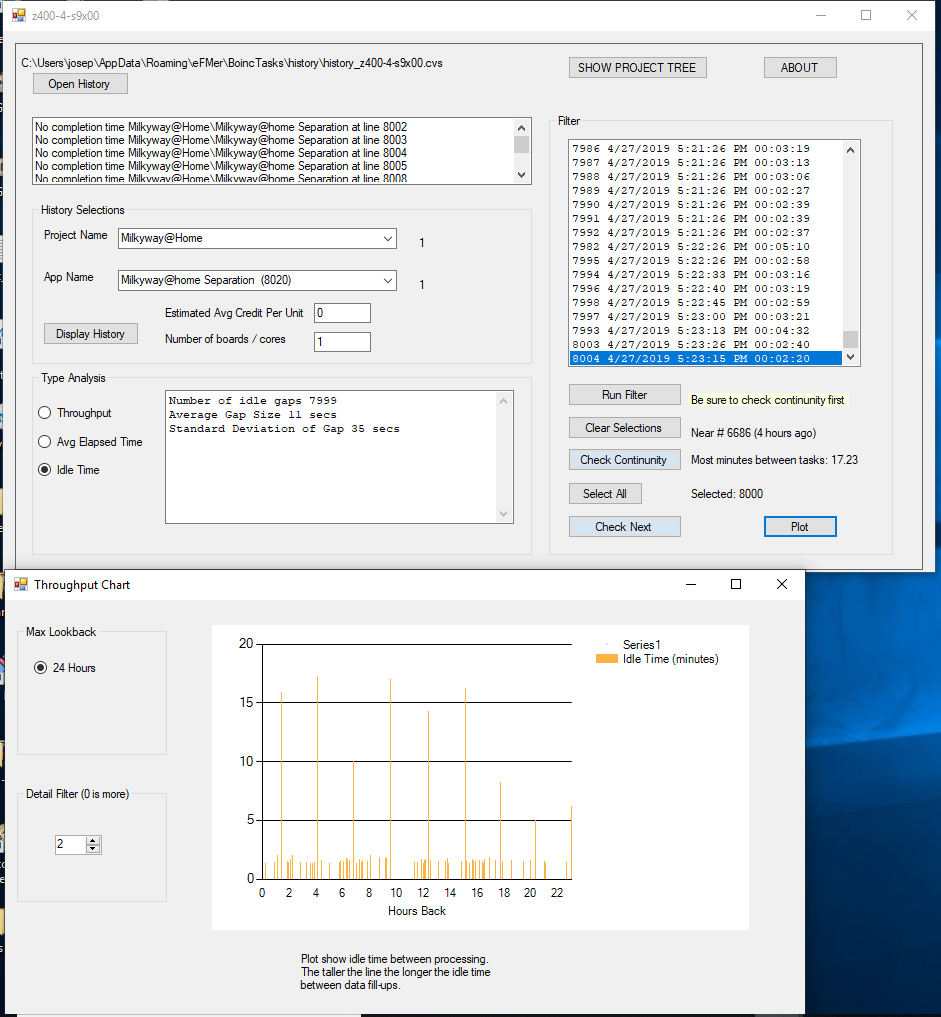 z400-4-s9x00
C:\Users\josep\AppData\Roaming\eFMer\BoincTasks\history\history_z400-4-s9x00.cvs
SHOW PROJECT TREE
ABOUT
Open History
No completion time Milkyway@Home\Milkyway@home Separation at line 8002
No completion time Milkyway@Home\Milkyway@home Separation at line 8003
No completion time Milkyway@Home\Milkyway@home Separation at line 8004
No completion time Milkyway@Home\Milkyway@home Separation at line 8005
No completion time Milkyway@Home\Milkyway@home Separation at line 8008
History Selections
Project Name
Milkyway@Home
1
App Name
Milkyway@home Separation (8020)
1
Estimated Avg Credit Per Unit
0
Display History
Number of boards / cores
1
Type Analysis
Throughput
Avg Elapsed Time
Idle Time
Number of idle gaps 7999
Average Gap Size 11 secs
Standard Deviation of Gap 35 secs
Filter
7986 4/27/2019 5:21:26 PM 00:03:19
7987 4/27/2019 5:21:26 PM 00:03:13
7988 4/27/2019 5:21:26 PM 00:03:06
7989 4/27/2019 5:21:26 PM 00:02:27
7990 4/27/2019 5:21:26 PM 00:02:39
7991 4/27/2019 5:21:26 PM 00:02:39
7992 4/27/2019 5:21:26 PM 00:02:37
7982 4/27/2019 5:22:26 PM 00:05:10
7995 4/27/2019 5:22:26 PM 00:02:58
7994 4/27/2019 5:22:33 PM 00:03:16
7996 4/27/2019 5:22:40 PM 00:03:19
7998 4/27/2019 5:22:45 PM 00:02:59
7997 4/27/2019 5:23:00 PM 00:03:21
7993 4/27/2019 5:23:13 PM 00:04:32
8003 4/27/2019 5:23:26 PM 00:02:40
8004 4/27/2019 5:23:15 PM 00:02:20
Run Filter
Be sure to check continunity first
Clear Selections
Near # 6686 (4 hours ago)
Check Continuity
Most minutes between tasks: 17.23
Select All
Selected: 8000
Check Next
Plot
Throughput Chart
Max Lookback
24 Hours
Detail Filter (0 is more)
2
20
15
10
5
0
0 2 4 6 8 10 12 14 16 18 20 22
Hours Back
Series1
Idle Time (minutes)
Plot show idle time between processing.
The taller the line the longer the idle time
between data fill-ups.